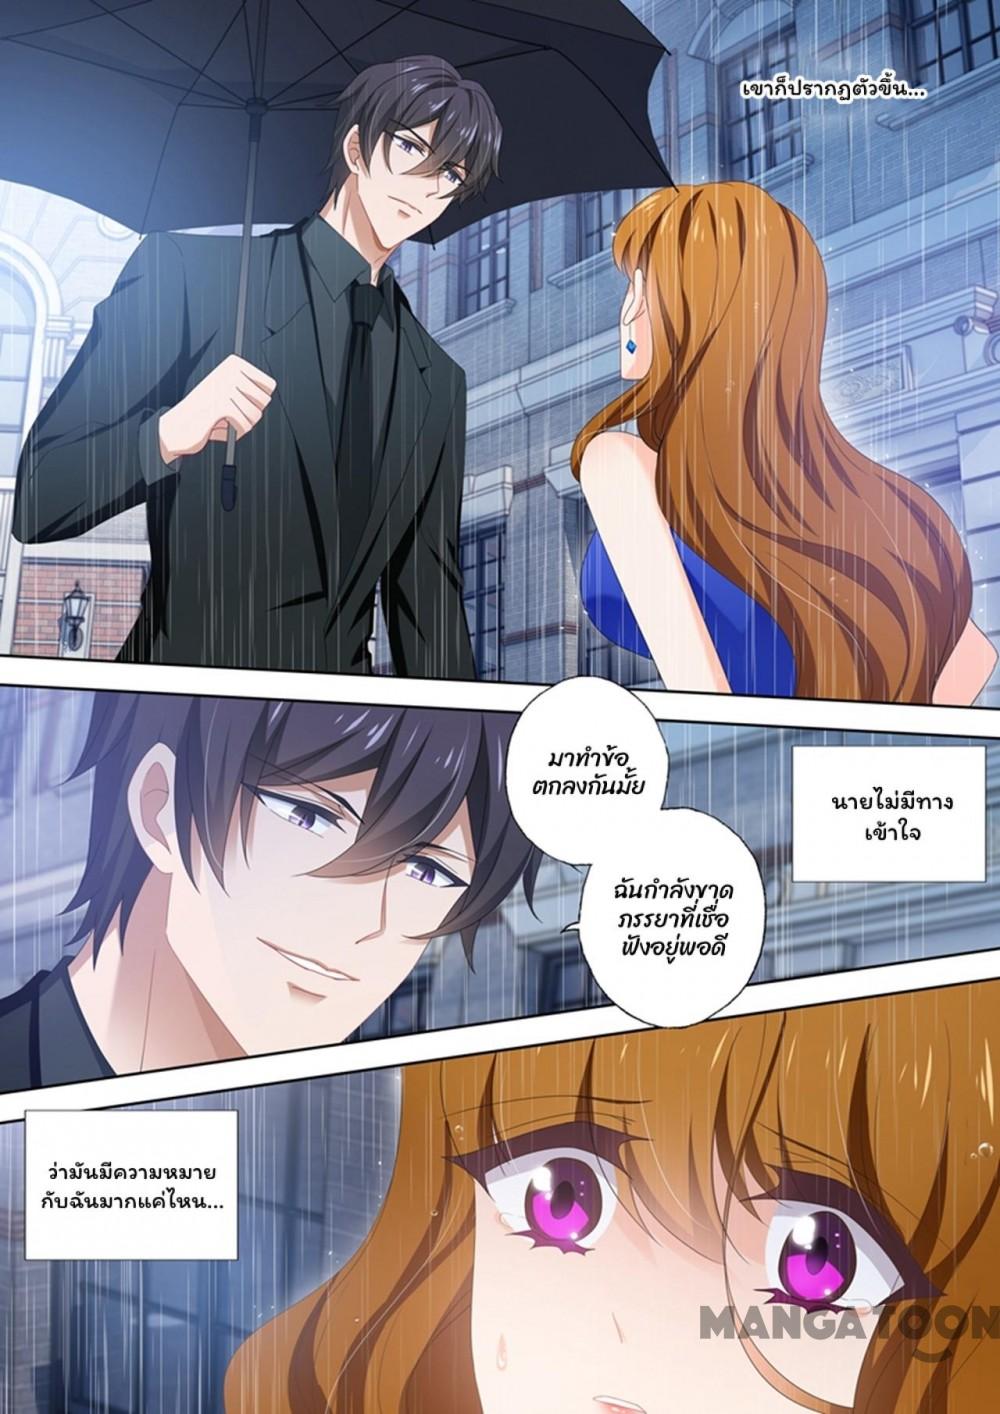 เขาก็ปรากฏตัวขึ้น...
มาทำข้อ
ตกลงกันมั้ย
นายไม่มีทาง
เข้าใจ
ฉันกำลังขาด
ภรรยาที่เชื่อ
ฟังอยู่พอดี
ว่ามันมีความหมาย
กับฉันมากแค่ไหน...
MANGATOON